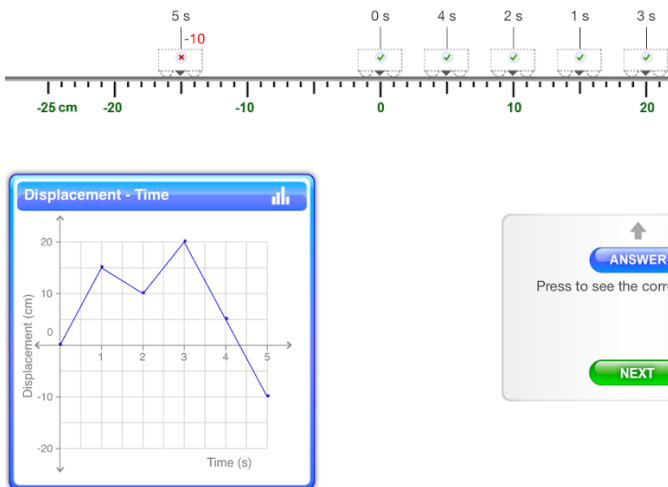 5 s 0 s 4 s 2 s 1 s 3 s
-10
-25 cm -20 -10 0 10 20
Displacement - Time
20
10
0
-10
-20
1 2 3 4 5
Displacement (cm)
Time (s)
ANSWER
Press to see the
NEXT